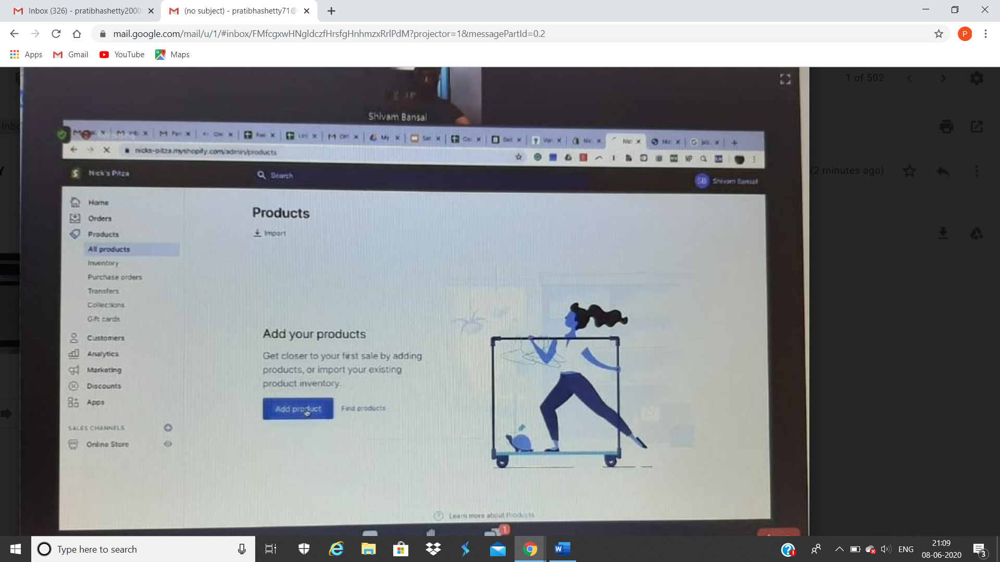 Inbox (326) - pratibhashetty2000
(no subject) - pratibhashetty71@
mail.google.com/mail/u/1/#inbox/FMfcgxwHNgldczfHrsfgHnhmzxRrlPdM?projector=1&messagePartId=0.2
P
Apps
Gmail
YouTube
Maps
1 of 502
Shivam Bansal
nicks-pitza.myshopify.com/admin/products
Nick's Pitza
Search
SB
Shivam Bansal
(2 minutes ago)
Home
Orders
Products
All products
Inventory
Purchase orders
Transfers
Collections
Gift cards
Customers
Analytics
Marketing
Discounts
Apps
SALES CHANNELS
Online Store
Products
Import
Add your products
Get closer to your first sale by adding
products, or import your existing
product inventory.
Add product
Find products
Learn more about Products
1
Type here to search
ENG
21:09
08-06-2020
3